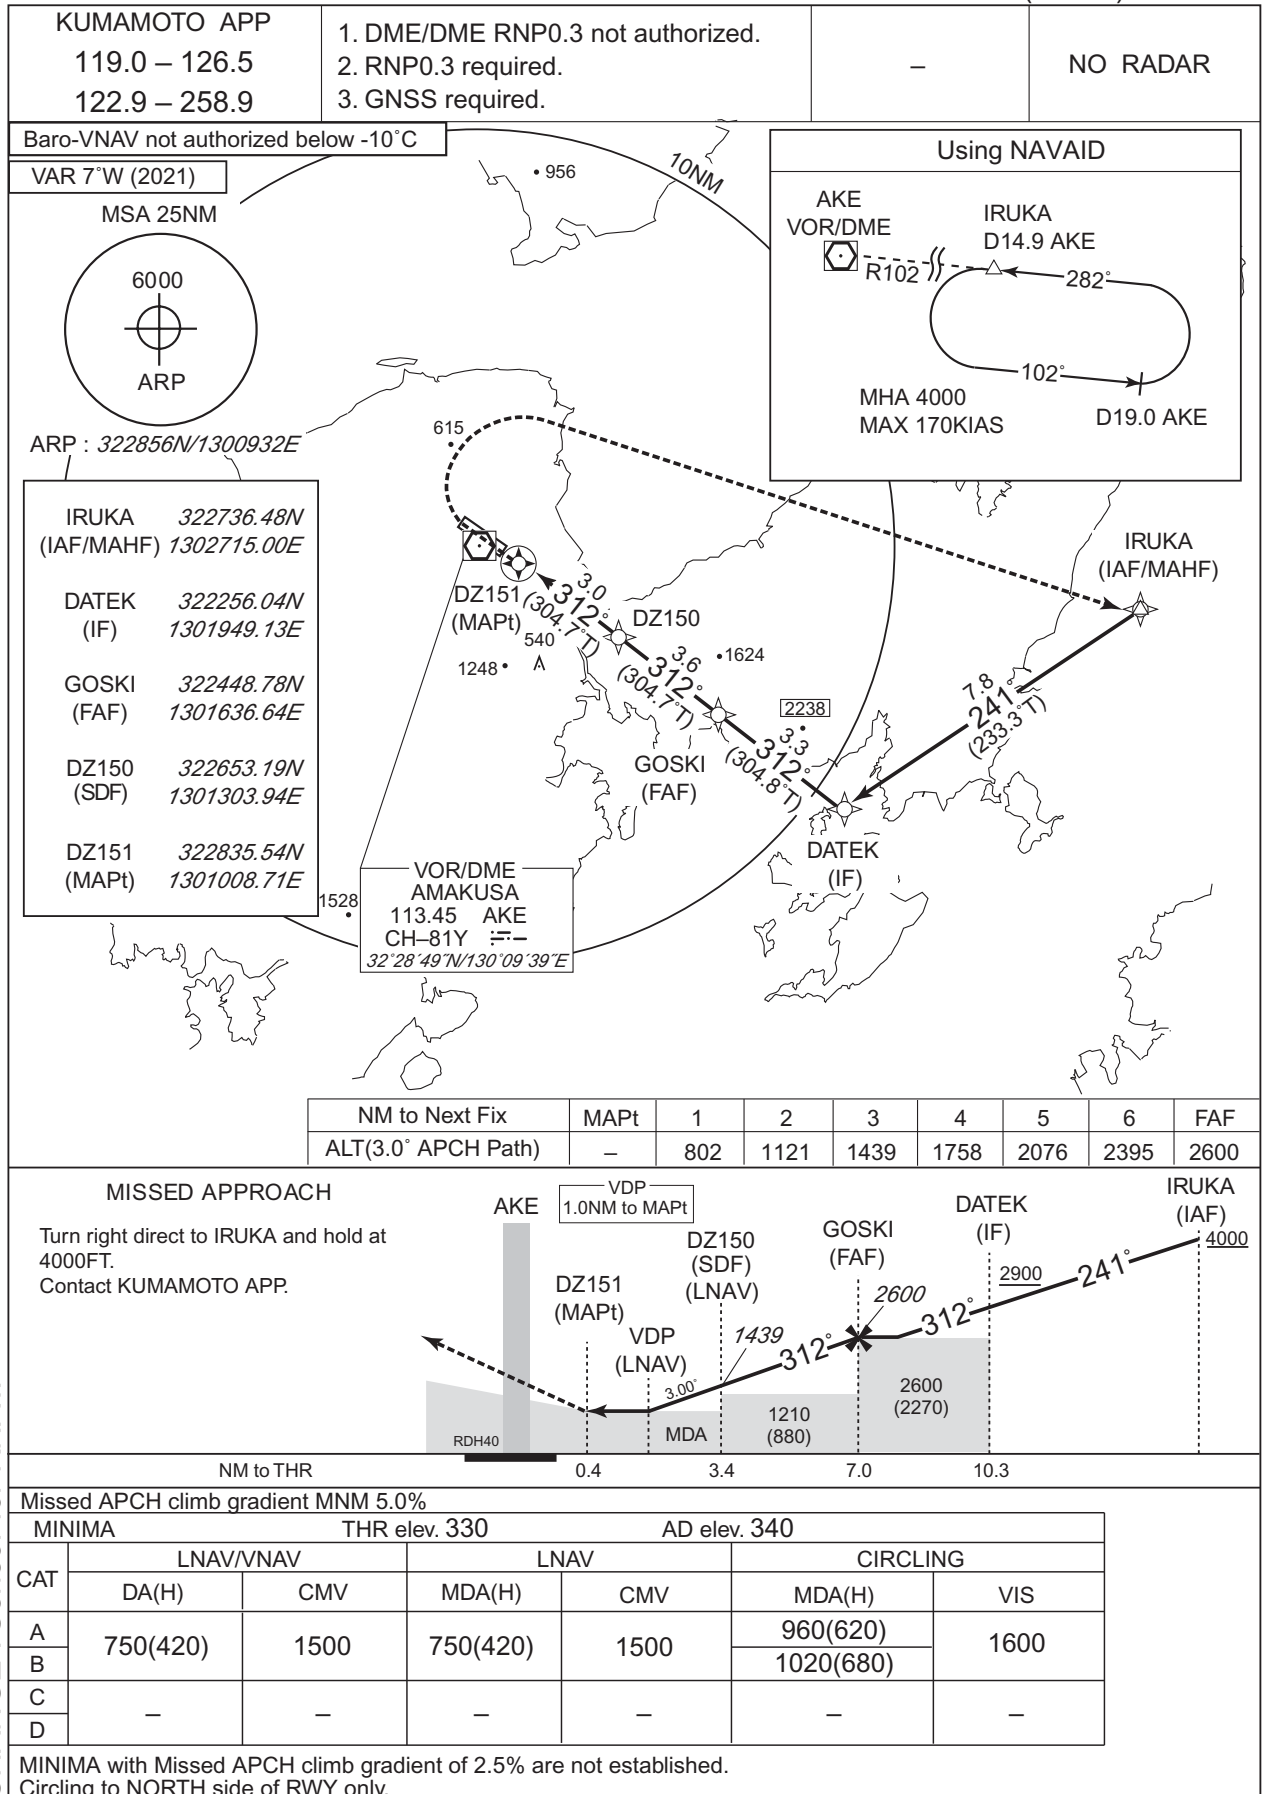 KUMAMOTO APP
119.0 – 126.5
122.9 – 258.9
1. DME/DME RNP0.3 not authorized.
2. RNP0.3 required.
3. GNSS required.
–
NO RADAR
Baro-VNAV not authorized below -10˚C
VAR 7˚W (2021)
MSA 25NM
6000
ARP
ARP : 322856N/1300932E
956
10NM
Using NAVAID
AKE
VOR/DME
IRUKA
D14.9 AKE
R102
282˚
102˚
MHA 4000
MAX 170KIAS
D19.0 AKE
615
IRUKA 322736.48N
(IAF/MAHF) 1302715.00E
DATEK 322256.04N
(IF) 1301949.13E
GOSKI 322448.78N
(FAF) 1301636.64E
DZ150 322653.19N
(SDF) 1301303.94E
DZ151 322835.54N
(MAPt) 1301008.71E
IRUKA
(IAF/MAHF)
DZ151
(MAPt)
3.0
312˚
(304.7˚T)
DZ150
540
1248
1624
3.6
312˚
(304.7˚T)
2238
3.3
312˚
(304.8˚T)
7.8
241˚
(233.3˚T)
GOSKI
(FAF)
DATEK
(IF)
1528
VOR/DME
AMAKUSA
113.45 AKE
CH–81Y
32˚28´49˝N/130˚09´39˝E
NM to Next Fix MAPt 1 2 3 4 5 6 FAF
ALT(3.0˚ APCH Path) – 802 1121 1439 1758 2076 2395 2600
MISSED APPROACH
Turn right direct to IRUKA and hold at
4000FT.
Contact KUMAMOTO APP.
AKE
VDP
1.0NM to MAPt
DZ151
(MAPt)
VDP
(LNAV)
DZ150
(SDF)
(LNAV)
GOSKI
(FAF)
DATEK
(IF)
IRUKA
(IAF)
4000
2900
241˚
312˚
2600
1439
312˚
3.00˚
2600
(2270)
1210
(880)
MDA
RDH40
NM to THR 0.4 3.4 7.0 10.3
Missed APCH climb gradient MNM 5.0%
MINIMA THR elev. 330 AD elev. 340
CAT LNAV/VNAV LNAV CIRCLING
DA(H) CMV MDA(H) CMV MDA(H) VIS
A 750(420) 1500 750(420) 1500 960(620) 1600
B 1020(680)
C – – – – – –
D
MINIMA with Missed APCH climb gradient of 2.5% are not established.
Circling to NORTH side of RWY only.